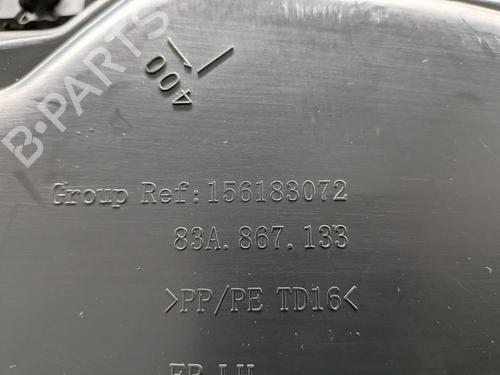 B-PARTS
400
Group Ref:156183072
83A.867.133
>PP/PE TD16<